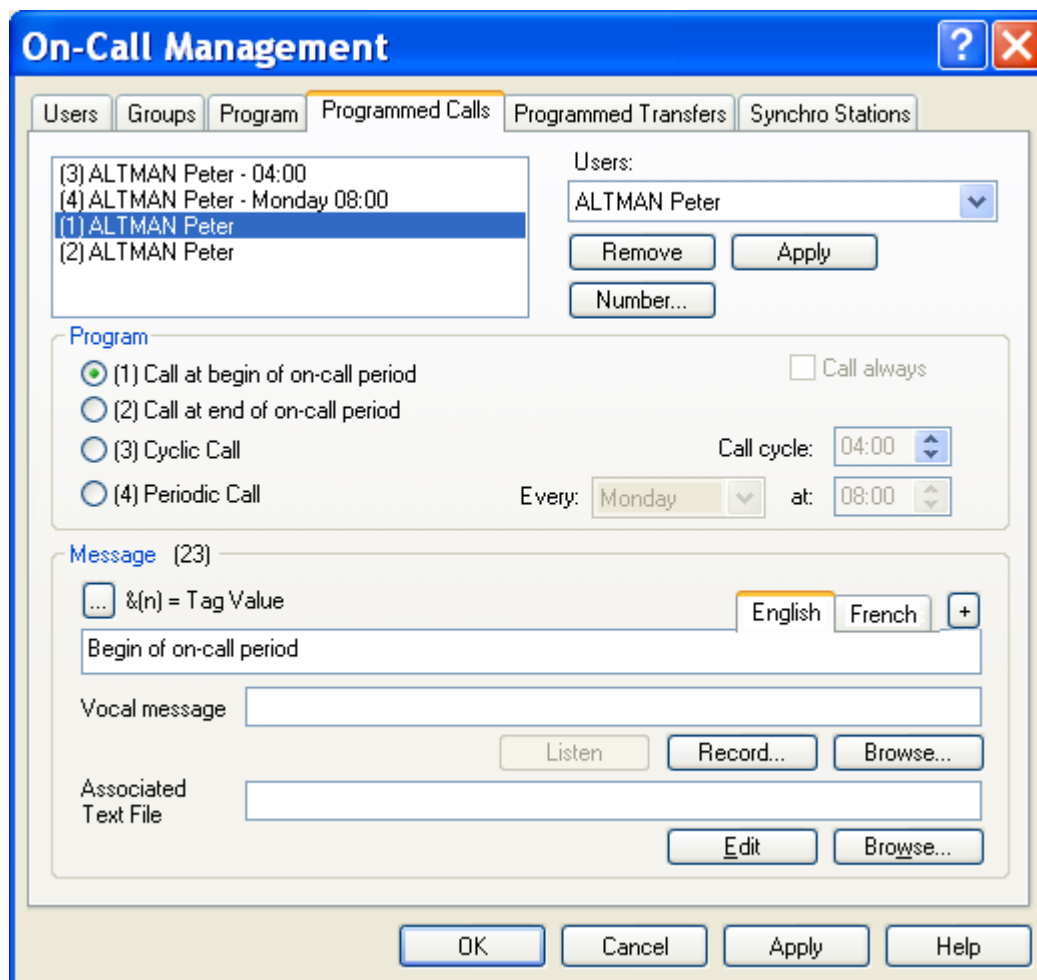 On-Call Management
Users Groups Program Programmed Calls Programmed Transfers Synchro Stations
(3) ALTMAN Peter - 04:00
(4) ALTMAN Peter - Monday 08:00
(1) ALTMAN Peter
(2) ALTMAN Peter
Users:
ALTMAN Peter
Remove Apply
Number...
Program
(1) Call at begin of on-call period Call always
(2) Call at end of on-call period
(3) Cyclic Call Call cycle: 04:00
(4) Periodic Call Every: Monday at: 08:00
Message (23)
... &(n) = Tag Value English French +
Begin of on-call period
Vocal message
Listen Record... Browse...
Associated
Text File
Edit Browse...
OK Cancel Apply Help